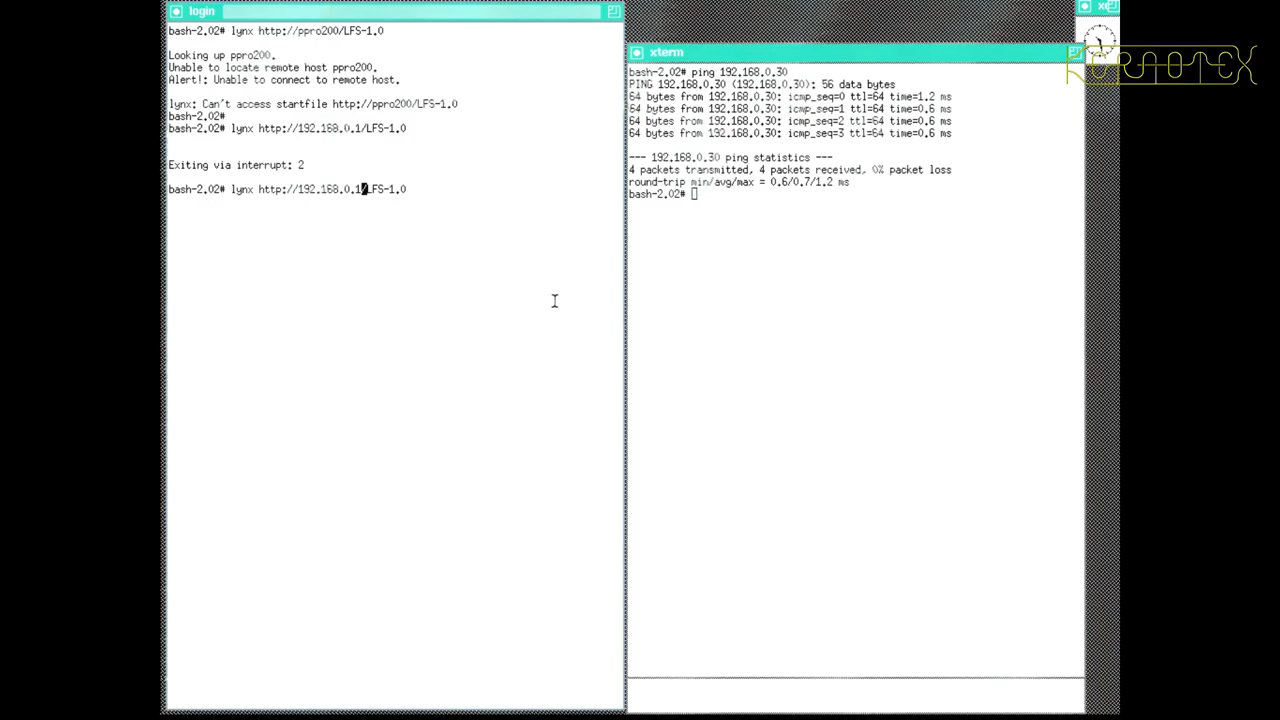 login
bash-2.02# lynx http://ppro200/LFS-1.0
Looking up ppro200.
Unable to locate remote host ppro200.
Alert!: Unable to connect to remote host.
lynx: Can't access startfile http://ppro200/LFS-1.0
bash-2.02#
bash-2.02# lynx http://192.168.0.1/LFS-1.0
Exiting via interrupt: 2
bash-2.02# lynx http://192.168.0.1/LFS-1.0
xterm
bash-2.02# ping 192.168.0.30
PING 192.168.0.30 (192.168.0.30): 56 data bytes
64 bytes from 192.168.0.30: icmp_seq=0 ttl=64 time=1.2 ms
64 bytes from 192.168.0.30: icmp_seq=1 ttl=64 time=0.6 ms
64 bytes from 192.168.0.30: icmp_seq=2 ttl=64 time=0.6 ms
64 bytes from 192.168.0.30: icmp_seq=3 ttl=64 time=0.6 ms
--- 192.168.0.30 ping statistics ---
4 packets transmitted, 4 packets received, 0% packet loss
round-trip min/avg/max = 0.6/0.7/1.2 ms
bash-2.02#